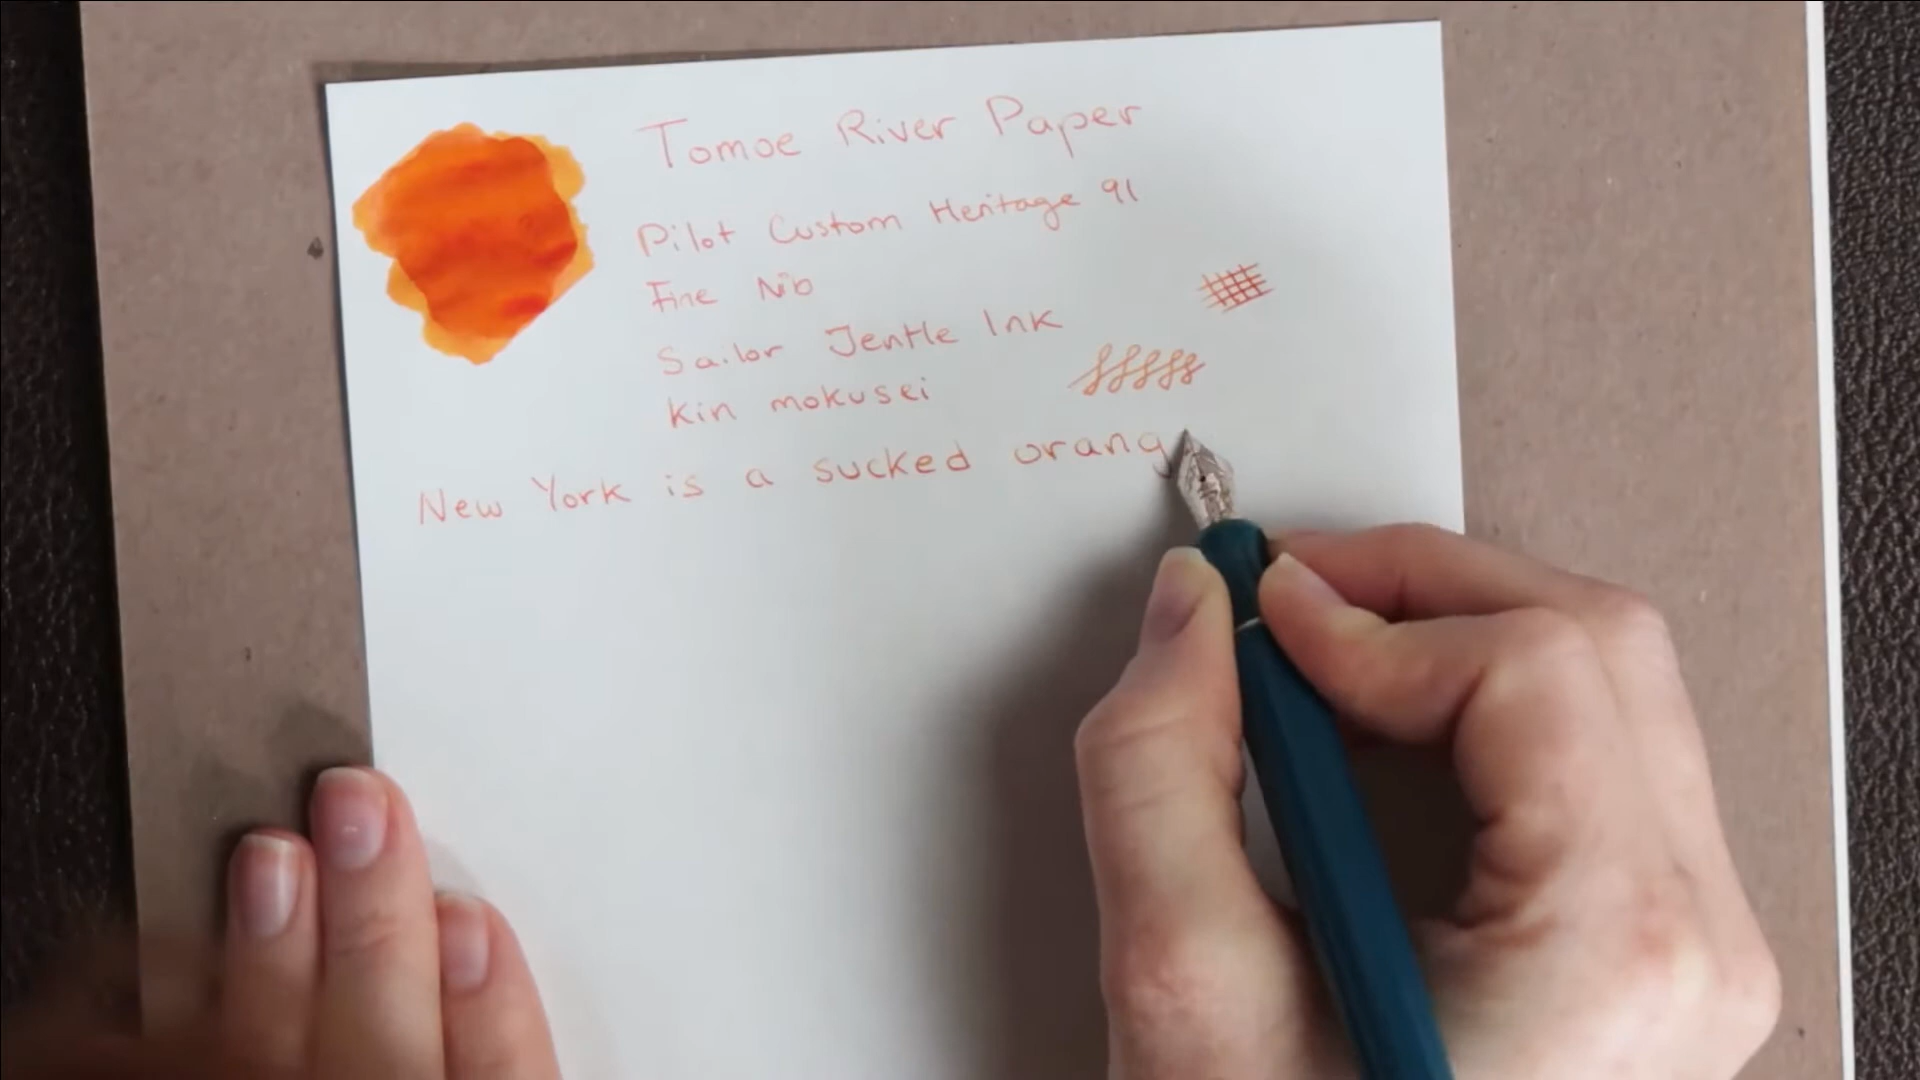 Tomoe River Paper
Pilot Custom Heritage 91
Fine Nib
Sailor Jentle Ink
Kin mokusei
New York is a sucked orang